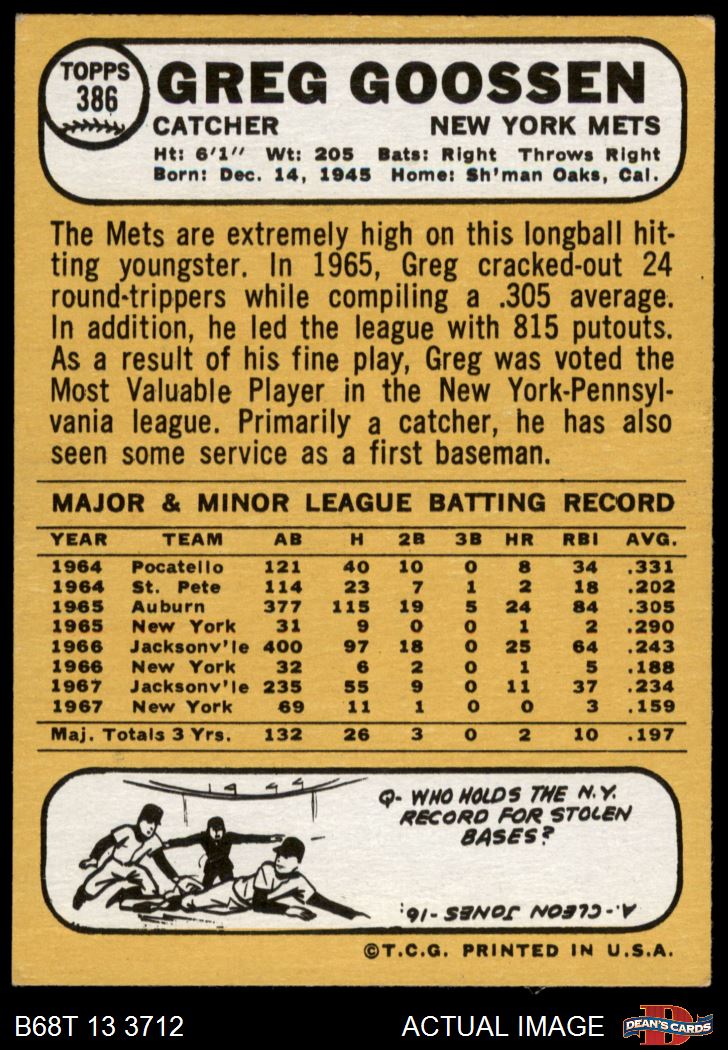 TOPPS
386
GREG GOOSSEN
CATCHER NEW YORK METS
Ht: 6'1" Wt: 205 Bats: Right Throws Right
Born: Dec. 14, 1945 Home: Sh'man Oaks, Cal.
The Mets are extremely high on this longball hit-
ting youngster. In 1965, Greg cracked-out 24
round-trippers while compiling a .305 average.
In addition, he led the league with 815 putouts.
As a result of his fine play, Greg was voted the
Most Valuable Player in the New York-Pennsyl-
vania league. Primarily a catcher, he has also
seen some service as a first baseman.
MAJOR & MINOR LEAGUE BATTING RECORD
YEAR TEAM AB H 2B 3B HR RBI AVG.
1964 Pocatello 121 40 10 0 8 34 .331
1964 St. Pete 114 23 7 1 2 18 .202
1965 Auburn 377 115 19 5 24 84 .305
1965 New York 31 9 0 0 1 2 .290
1966 Jacksonv'le 400 97 18 0 25 64 .243
1966 New York 32 6 2 0 1 5 .188
1967 Jacksonv'le 235 55 9 0 11 37 .234
1967 New York 69 11 1 0 0 3 .159
Maj. Totals 3 Yrs. 132 26 3 0 2 10 .197
Q- WHO HOLDS THE N.Y.
RECORD FOR STOLEN
BASES?
A.- CLEON JONES -16.
©T.C.G. PRINTED IN U.S.A.
B68T 13 3712 ACTUAL IMAGE DEAN'S CARDS